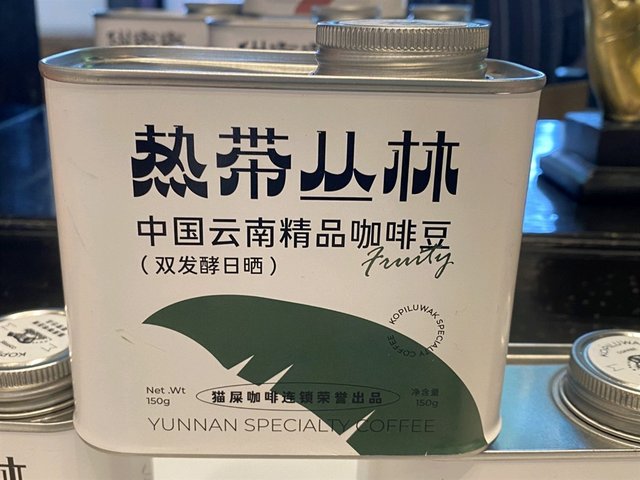 热带丛林
中国云南精品咖啡豆
Fruity
（双发酵日晒）
KOPILUWAK SPECIALTY COFFEE
Net .Wt
150g
猫屎咖啡连锁荣誉出品
净含量
150g
YUNNAN SPECIALTY COFFEE
KOPILUWAK
林